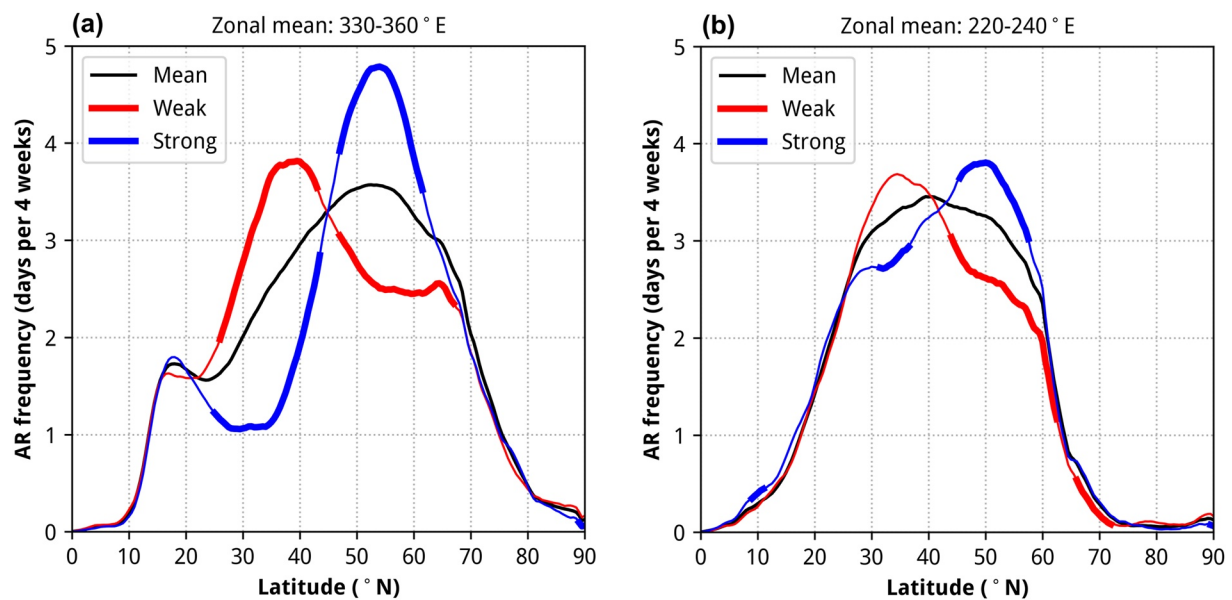 (a)
Zonal mean: 330-360°E
Mean
Weak
Strong
AR frequency (days per 4 weeks)
5
4
3
2
1
0
0 10 20 30 40 50 60 70 80 90
Latitude (°N)
(b)
Zonal mean: 220-240°E
Mean
Weak
Strong
AR frequency (days per 4 weeks)
5
4
3
2
1
0
0 10 20 30 40 50 60 70 80 90
Latitude (°N)